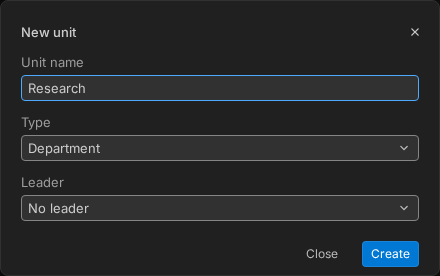 New unit
Unit name
Research
Type
Department
Leader
No leader
Close Create